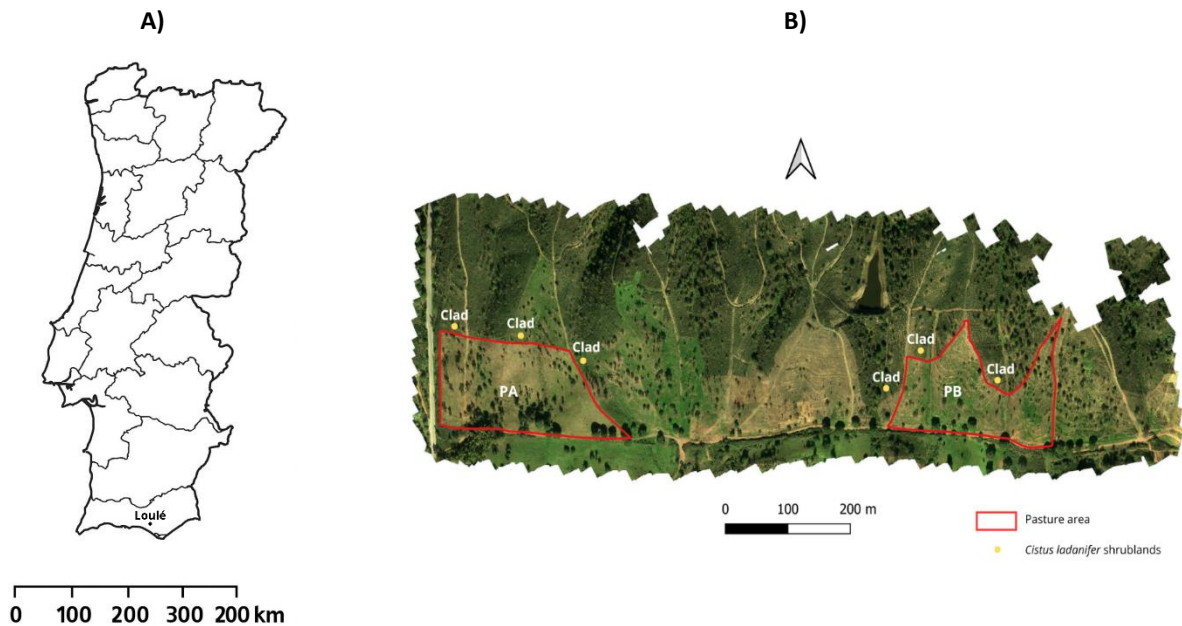 A)
B)
Loulé
0 100 200 300 200 km
Clad
Clad
Clad
PA
Clad
Clad
Clad
PB
0 100 200 m
Pasture area
Cistus ladanifer shrublands